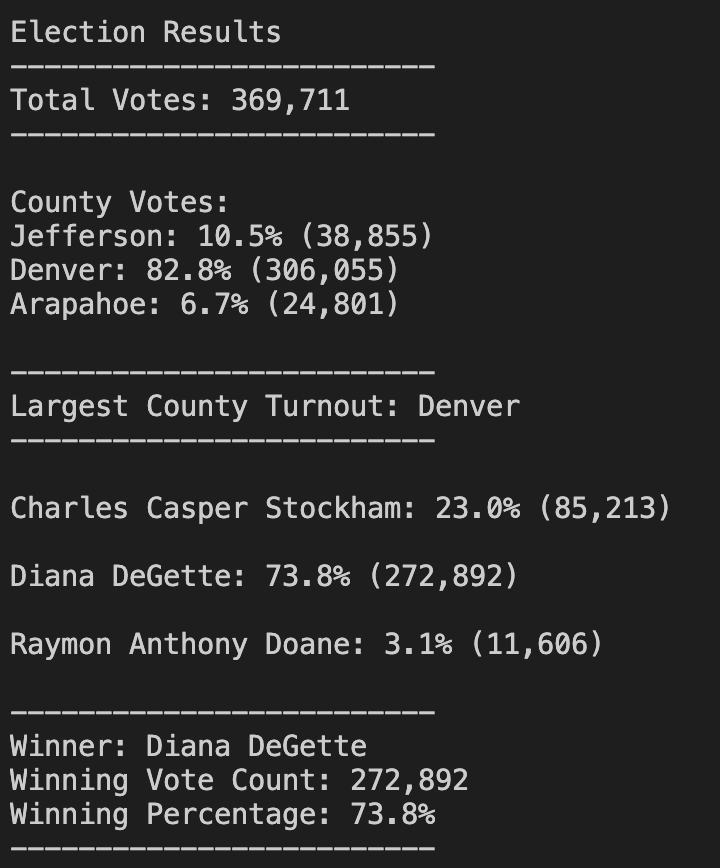 Election Results
-------------------------
Total Votes: 369,711
-------------------------

County Votes:
Jefferson: 10.5% (38,855)
Denver: 82.8% (306,055)
Arapahoe: 6.7% (24,801)

-------------------------
Largest County Turnout: Denver
-------------------------

Charles Casper Stockham: 23.0% (85,213)

Diana DeGette: 73.8% (272,892)

Raymon Anthony Doane: 3.1% (11,606)

-------------------------
Winner: Diana DeGette
Winning Vote Count: 272,892
Winning Percentage: 73.8%
-------------------------